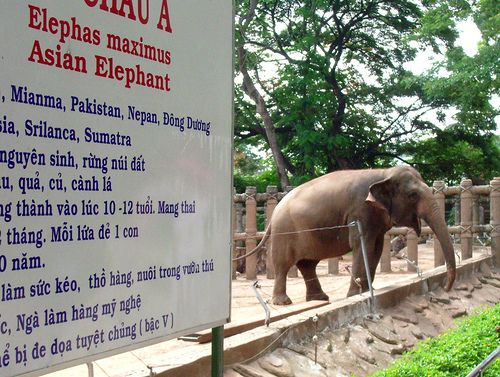 CHÂU Á
Elephas maximus
Asian Elephant
, Mianma, Pakistan, Nepan, Đông Dương
sia, Srilanca, Sumatra
nguyên sinh, rừng núi đất
quả, củ, cành lá
thành vào lúc 10 -12 tuổi. Mang thai
tháng. Mỗi lứa đẻ 1 con
0 năm.
làm sức kéo, thồ hàng, nuôi trong vườn thú
Ngà làm hàng mỹ nghệ
bị đe dọa tuyệt chủng ( bậc V )